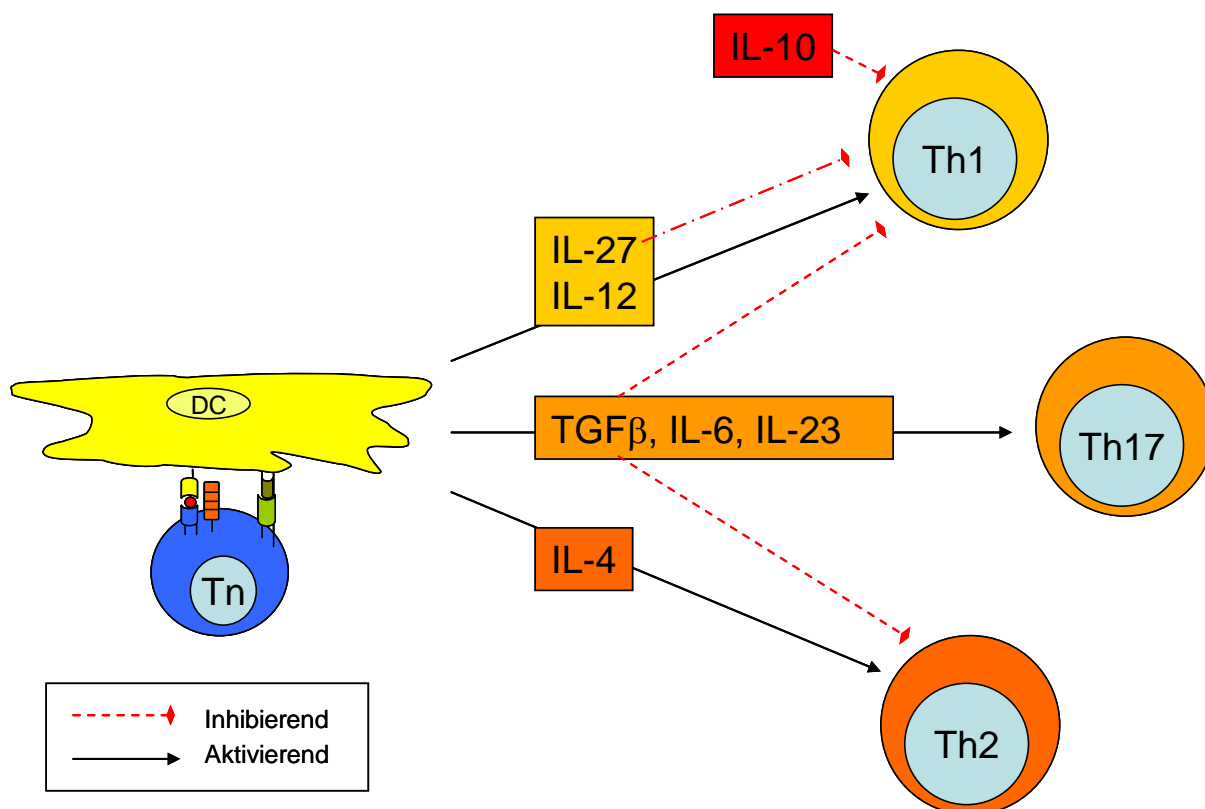 IL-10
Th1
IL-27
IL-12
DC
TGFβ, IL-6, IL-23
Th17
Tn
IL-4
Th2
Inhibierend
Aktivierend